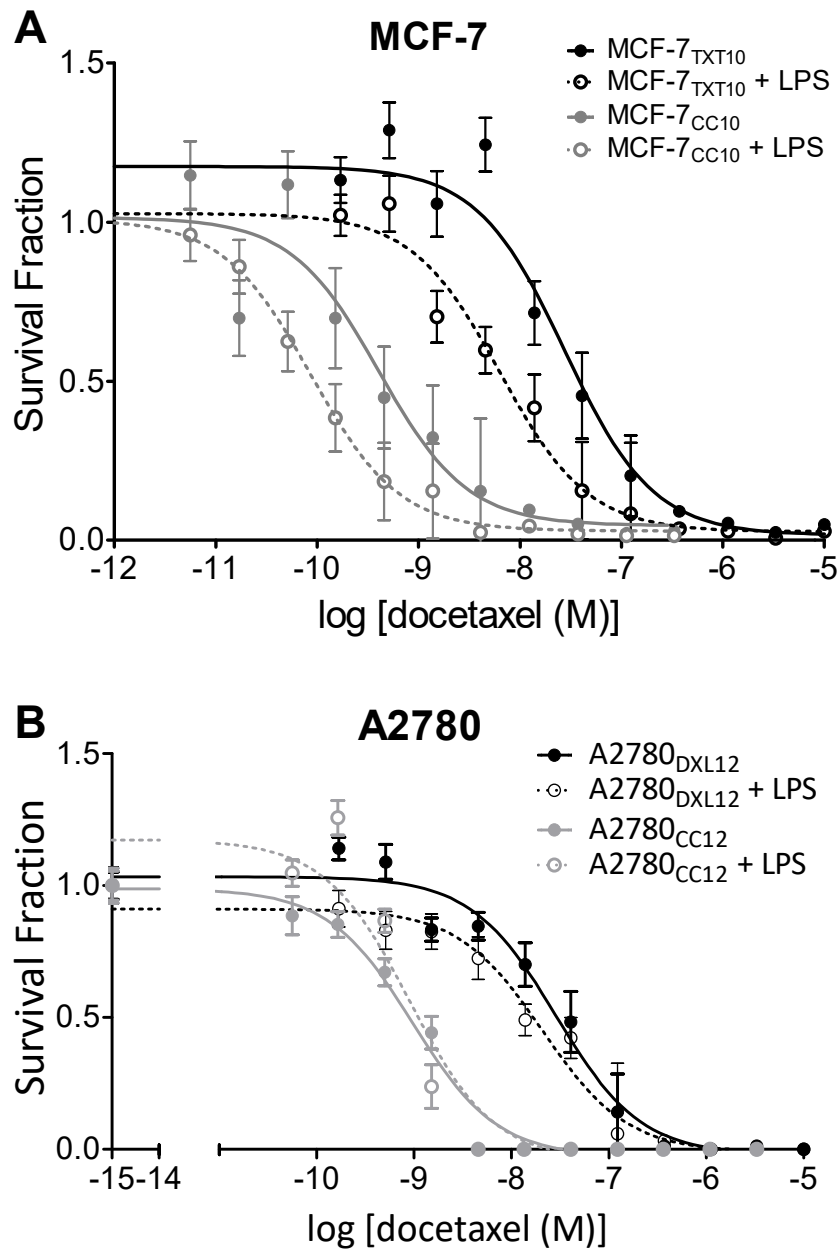 A
MCF-7
MCF-7TXT10
MCF-7TXT10 + LPS
MCF-7CC10
MCF-7CC10 + LPS
1.5
1.0
0.5
0.0
Survival Fraction
-12 -11 -10 -9 -8 -7 -6 -5
log [docetaxel (M)]
B
A2780
A2780DXL12
A2780DXL12 + LPS
A2780CC12
A2780CC12 + LPS
1.5
1.0
0.5
0.0
Survival Fraction
-15 -14 -10 -9 -8 -7 -6 -5
log [docetaxel (M)]